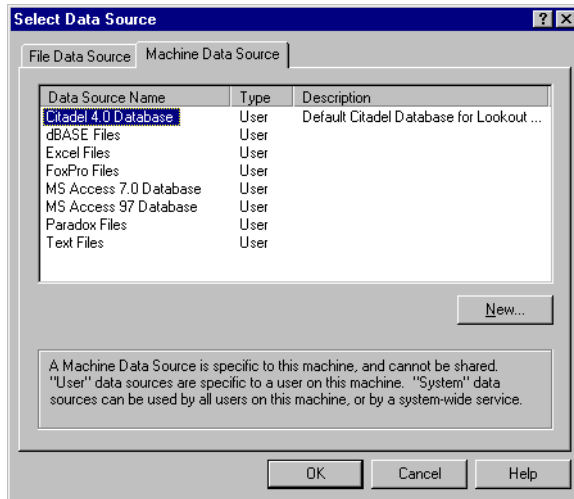 Select Data Source
File Data Source Machine Data Source
Data Source Name Type Description
Citadel 4.0 Database User Default Citadel Database for Lookout ...
dBASE Files User
Excel Files User
FoxPro Files User
MS Access 7.0 Database User
MS Access 97 Database User
Paradox Files User
Text Files User
New...
A Machine Data Source is specific to this machine, and cannot be shared.
"User" data sources are specific to a user on this machine. "System" data
sources can be used by all users on this machine, or by a system-wide service.
OK Cancel Help